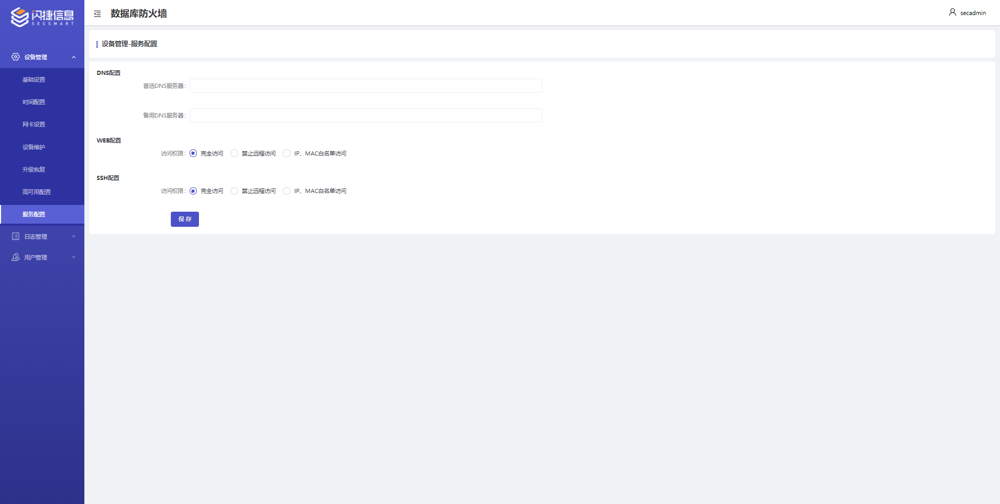 闪捷信息
SECSMART
数据库防火墙
secadmin
设备管理
基础设置
时间配置
网卡设置
设备维护
升级恢复
高可用配置
服务配置
日志管理
用户管理
设备管理-服务配置
DNS配置
首选DNS服务器:
备用DNS服务器:
WEB配置
访问权限: 完全访问 禁止远程访问 IP、MAC白名单访问
SSH配置
访问权限: 完全访问 禁止远程访问 IP、MAC白名单访问
保 存